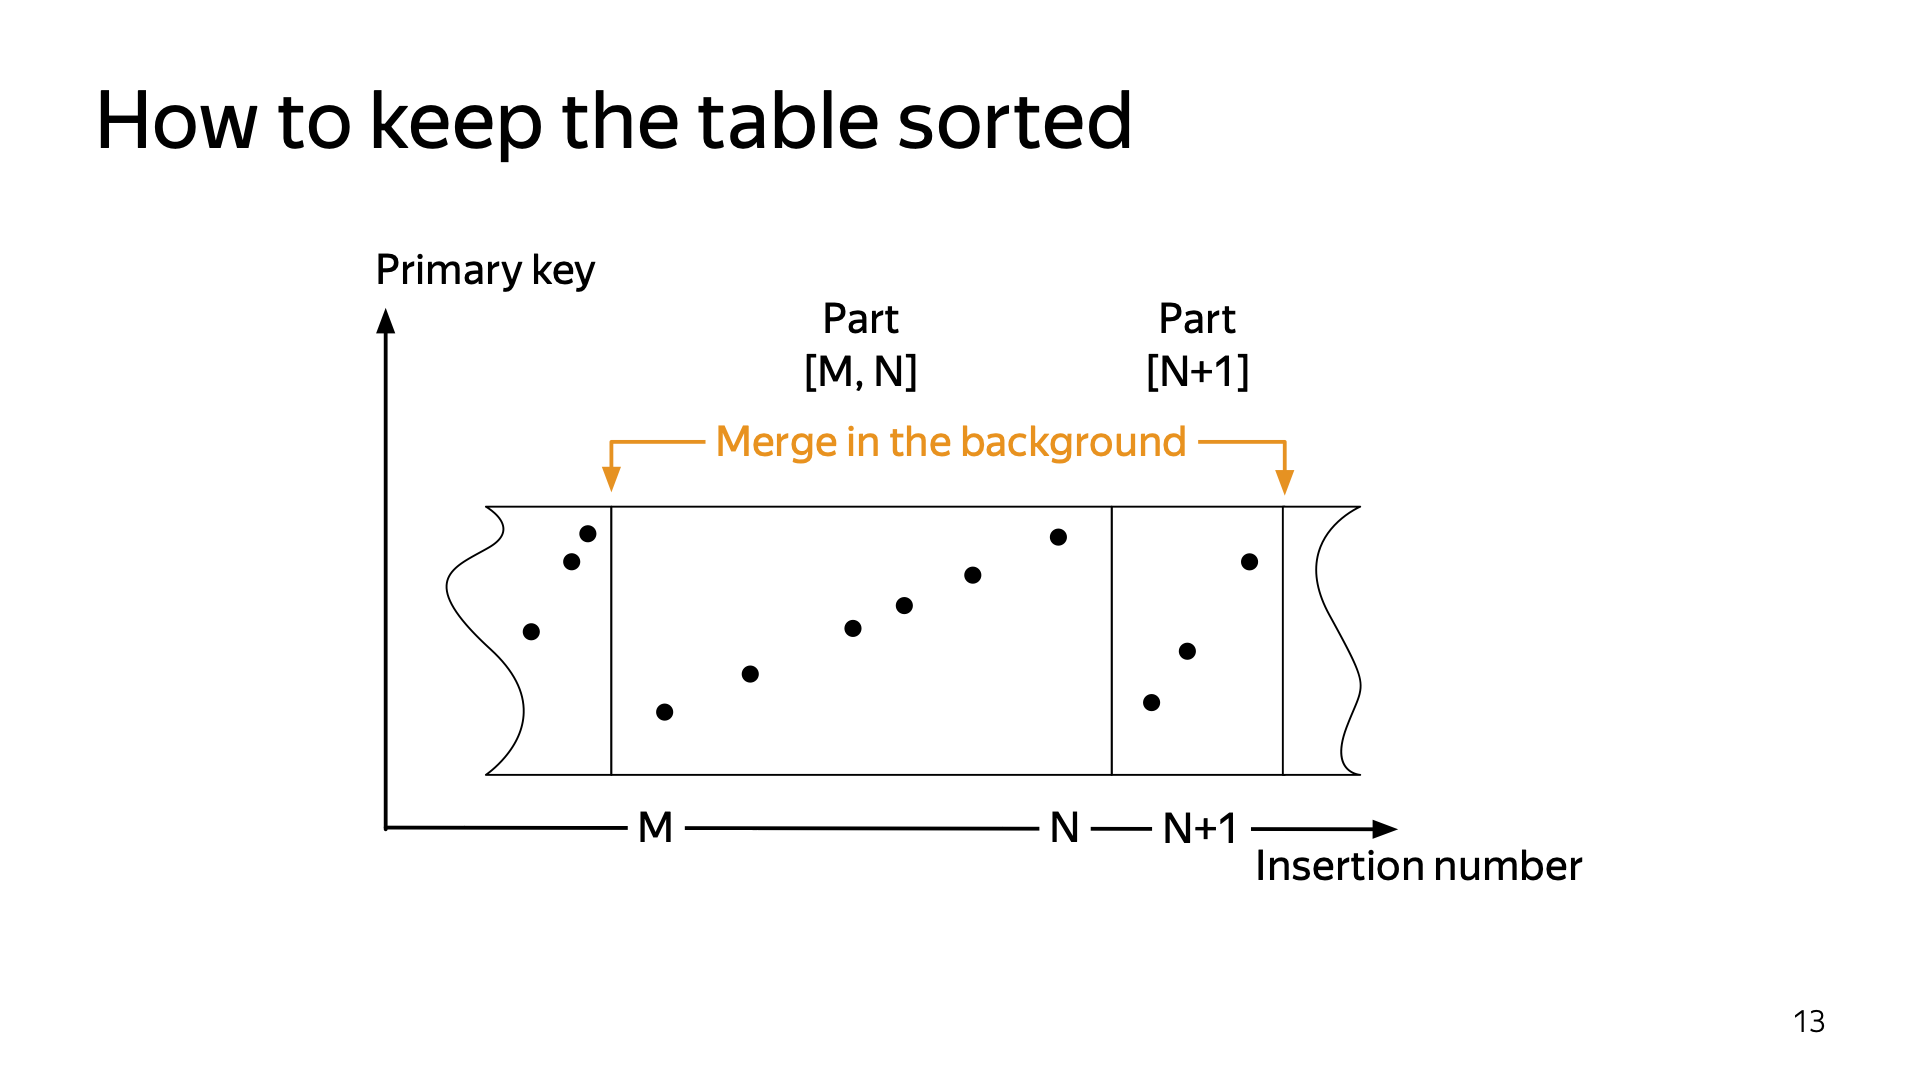 How to keep the table sorted
Primary key
Part
[M, N]
Part
[N+1]
Merge in the background
M
N
N+1
Insertion number
13